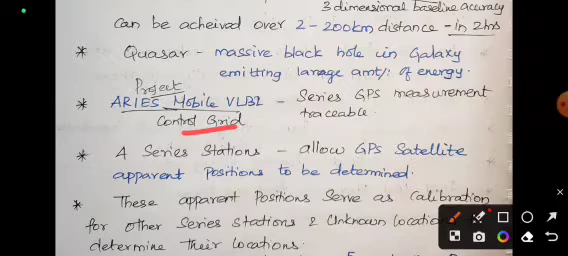 3 dimensional baseline accuracy
can be acheived over 2-200km distance - in 2hrs
* Quasar - massive black hole in Galaxy
emitting larage amt/: of energy.
Project
* ARIES Mobile VLBI - Series GPS measurement
Control Grid traceable.
* A Series Stations - allow GPS Satellite
apparent Positions to be determined.
* These apparent Positions Serve as Calibration
for other Series Stations & Unknown location
determine their locations.